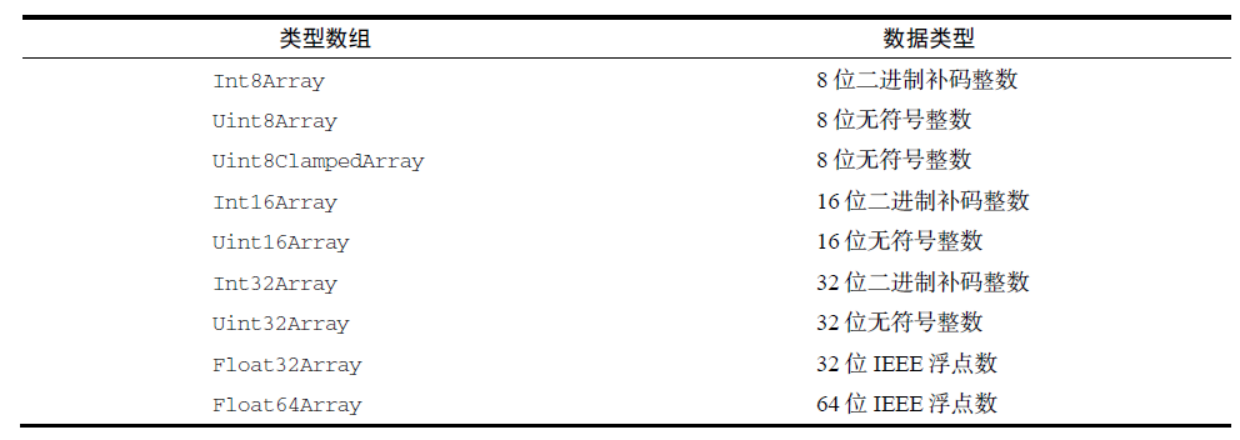 类型数组 数据类型
Int8Array 8 位二进制补码整数
Uint8Array 8 位无符号整数
Uint8ClampedArray 8 位无符号整数
Int16Array 16 位二进制补码整数
Uint16Array 16 位无符号整数
Int32Array 32 位二进制补码整数
Uint32Array 32 位无符号整数
Float32Array 32 位 IEEE 浮点数
Float64Array 64 位 IEEE 浮点数